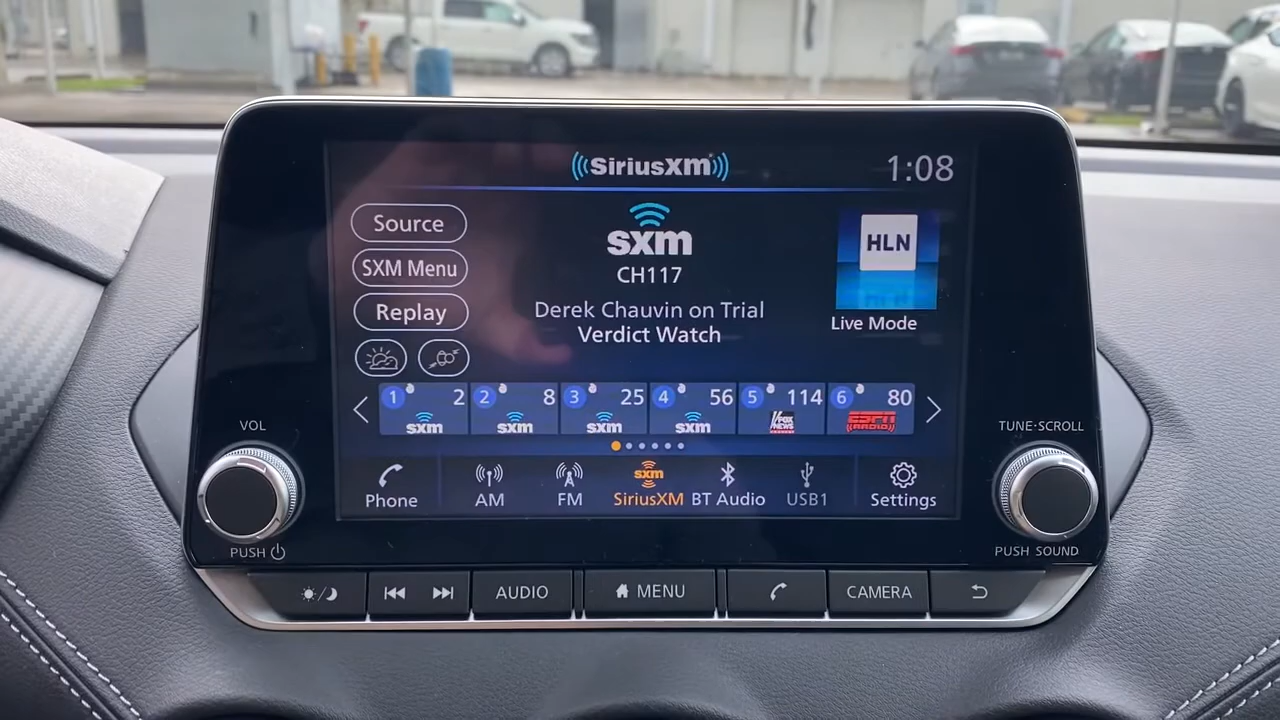 SiriusXM
1:08
Source
SXM Menu
Replay
sxm
CH117
Derek Chauvin on Trial
Verdict Watch
HLN
Live Mode
1 2 sxm
2 8 sxm
3 25 sxm
4 56 sxm
5 114 FOX NEWS
6 80 ESPN RADIO
Phone
AM
FM
sxm
SiriusXM
BT Audio
USB1
Settings
VOL
PUSH
TUNE·SCROLL
PUSH SOUND
AUDIO
MENU
CAMERA